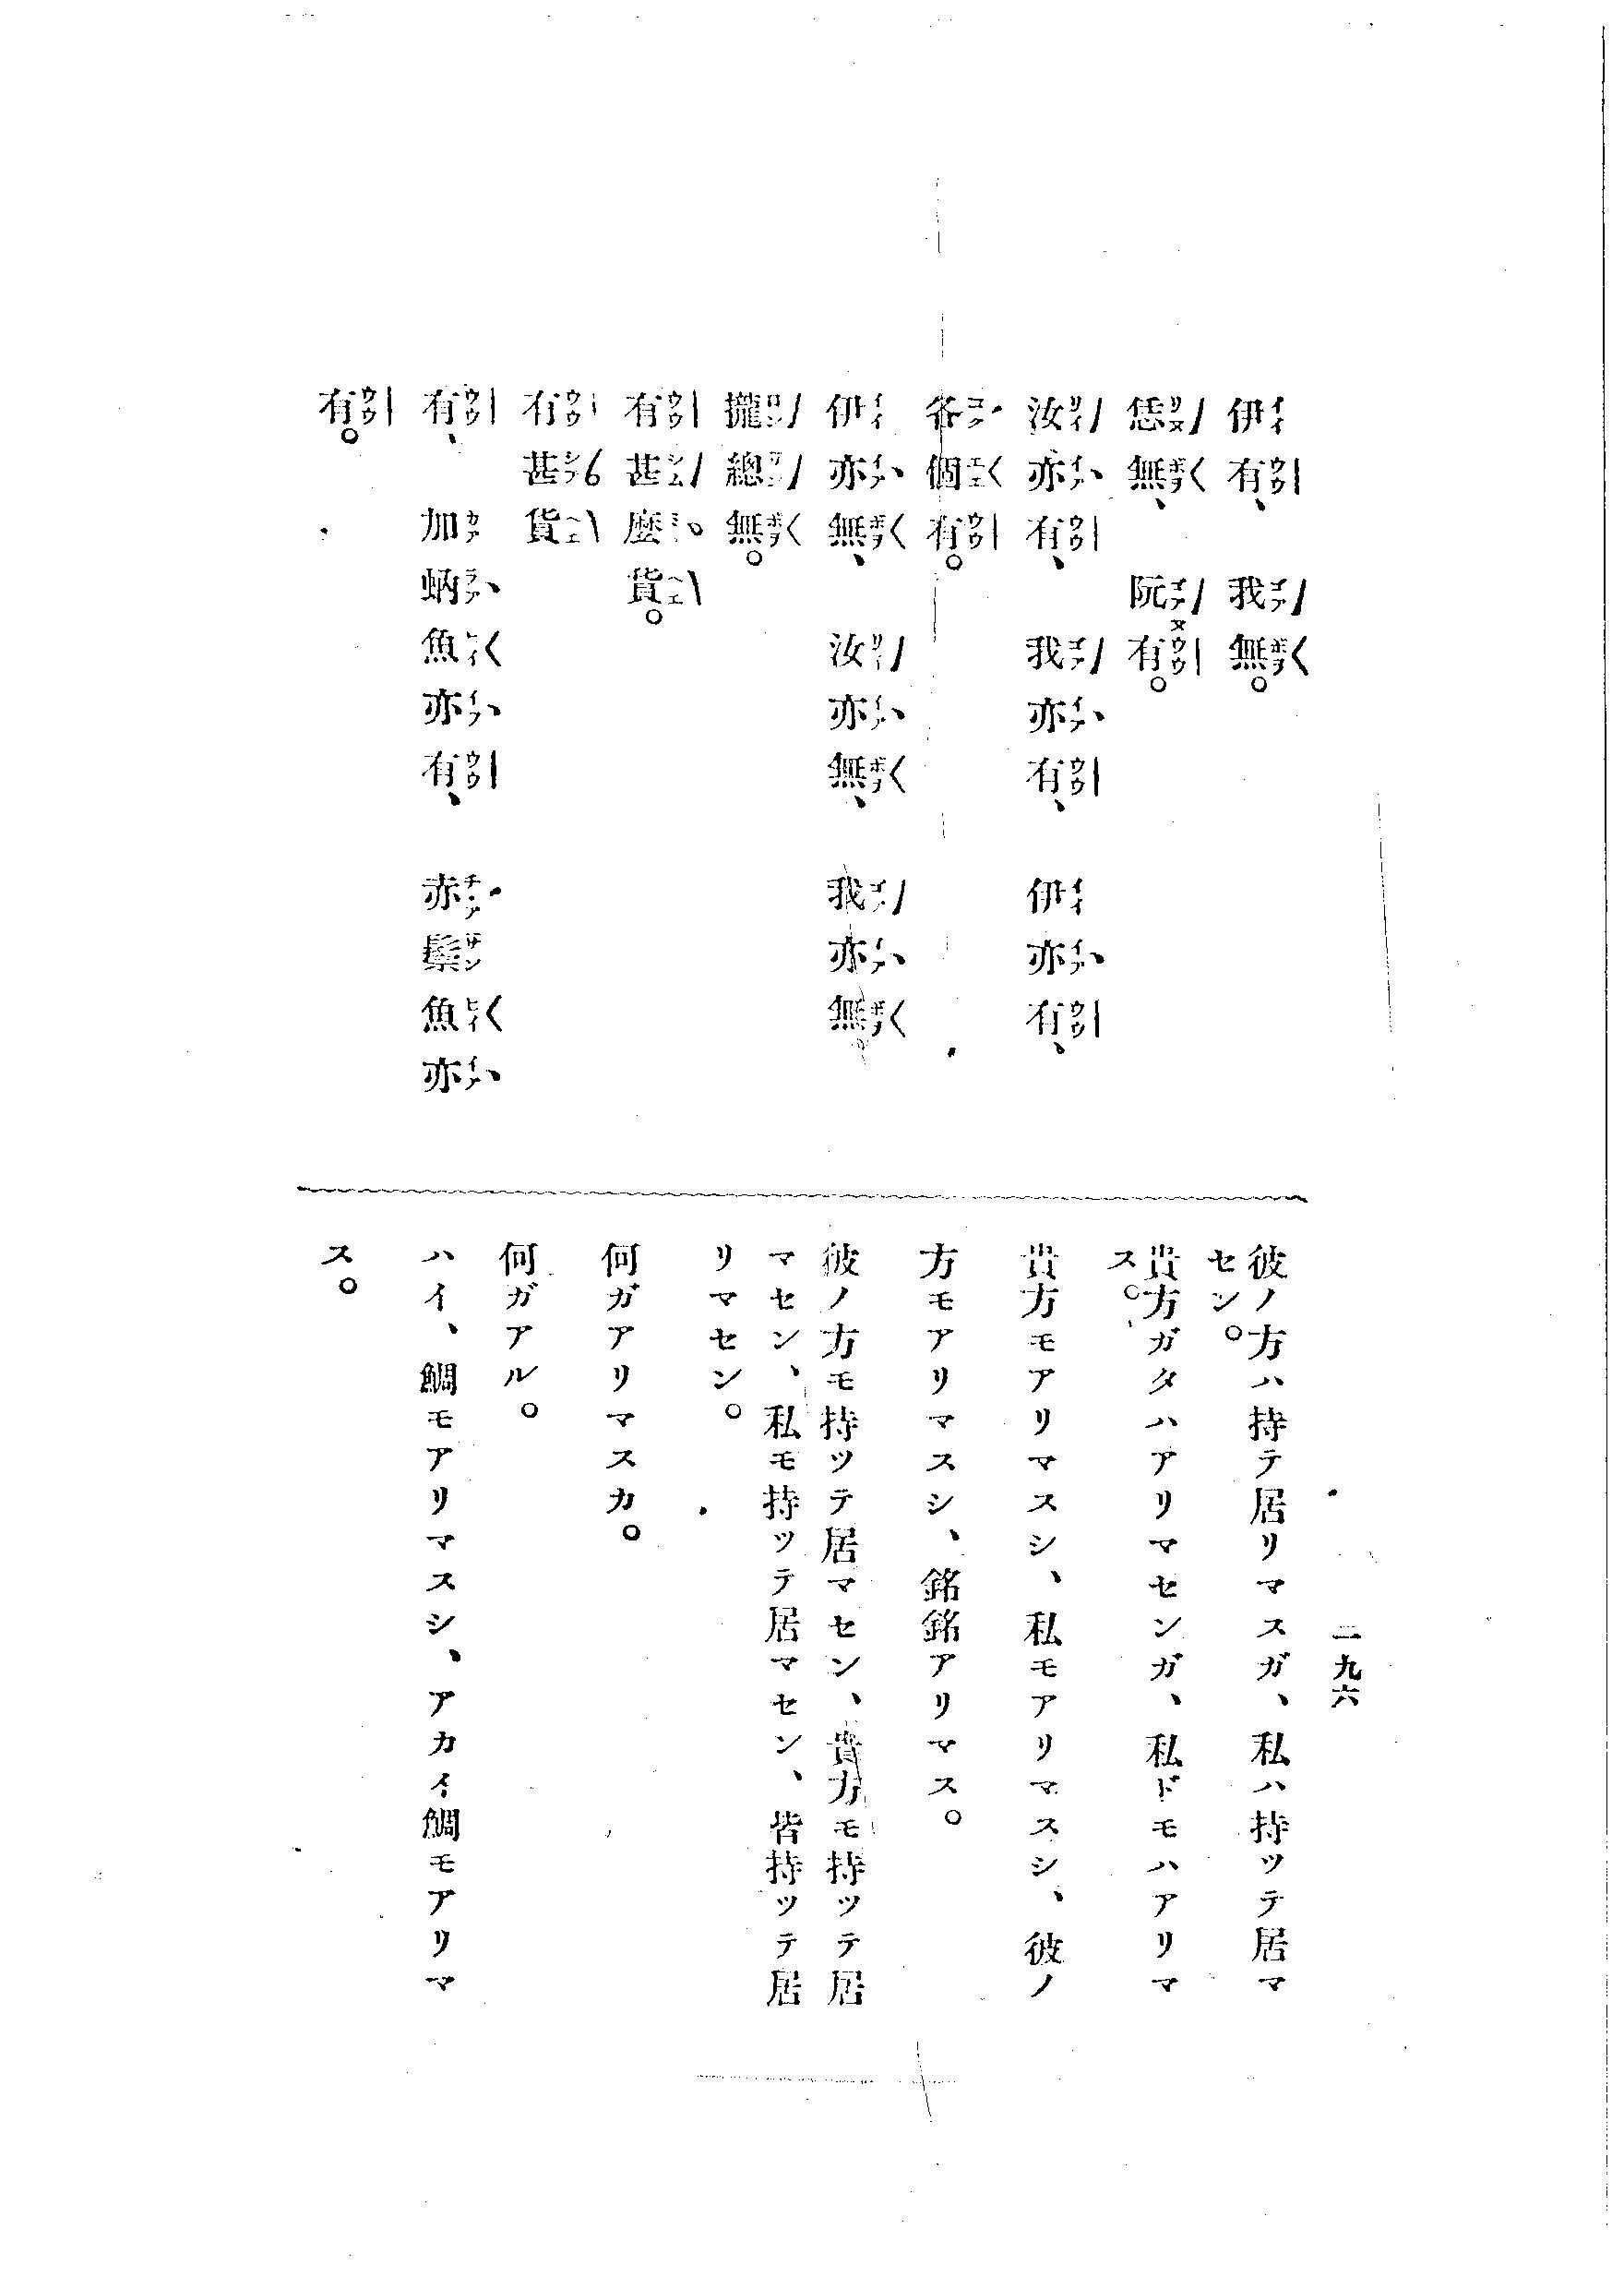 二九六
伊有、我無。
恁無、阮有。
汝亦有、我亦有、伊亦有、
各個有。
伊亦無、汝亦無、我亦無
攏總無。
有甚麼貨。
有甚貨
有、加蚋魚亦有、赤鬃魚亦
有。
彼ノ方ハ持テ居リマスガ、私ハ持ツテ居マ
セン。
貴方ガタハアリマセンガ、私ドモハアリマ
ス。
貴方モアリマスシ、私モアリマスシ、彼ノ
方モアリマスシ、銘銘アリマス。
彼ノ方モ持ツテ居マセン、貴方モ持ツテ居
マセン、私モ持ツテ居マセン、皆持ツテ居
リマセン。
何ガアリマスカ。
何ガアル。
ハイ、鯛モアリマスシ、アカイ鯛モアリマ
ス。